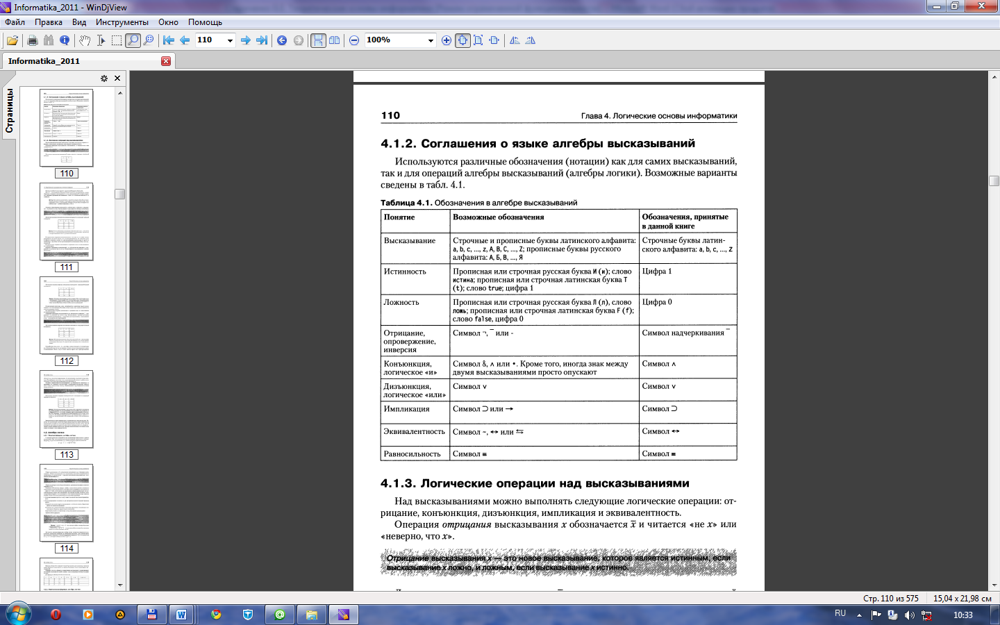 Informatika_2011 - WinDjView
Файл Правка Вид Инструменты Окно Помощь
110 100%
Informatika_2011
Страницы
110
111
112
113
114
110 Глава 4. Логические основы информатики
4.1.2. Соглашения о языке алгебры высказываний
Используются различные обозначения (нотации) как для самих высказываний,
так и для операций алгебры высказываний (алгебры логики). Возможные варианты
сведены в табл. 4.1.
Таблица 4.1. Обозначения в алгебре высказываний
Понятие Возможные обозначения Обозначения, принятые
в данной книге
Высказывание Строчные и прописные буквы латинского алфавита: Строчные буквы латин-
a, b, c, ..., z, A, B, C, ..., Z; прописные буквы русского ского алфавита: a, b, c, ..., z
алфавита: А, Б, В, ..., Я
Истинность Прописная или строчная русская буква И (и); слово Цифра 1
истина; прописная или строчная латинская буква T
(t); слово true; цифра 1
Ложность Прописная или строчная русская буква Л (л), слово Цифра 0
ложь; прописная или строчная латинская буква F (f);
слово false, цифра 0
Отрицание, Символ ¬, ‾ или - Символ надчеркивания ‾
опровержение,
инверсия
Конъюнкция, Символ &, ∧ или •. Кроме того, иногда знак между Символ ∧
логическое «и» двумя высказываниями просто опускают
Дизъюнкция, Символ ∨ Символ ∨
логическое «или»
Импликация Символ ⊃ или → Символ ⊃
Эквивалентность Символ ~, ↔ или ⇆ Символ ↔
Равносильность Символ ≡ Символ ≡
4.1.3. Логические операции над высказываниями
Над высказываниями можно выполнять следующие логические операции: от-
рицание, конъюнкция, дизъюнкция, импликация и эквивалентность.
Операция отрицания высказывания x обозначается x̅ и читается «не x» или
«неверно, что x».
Отрицание высказывания x — это новое высказывание, которое является истинным, если
высказывание x ложно, и ложным, если высказывание x истинно.
Стр. 110 из 575 15,04 x 21,98 см
RU 10:33